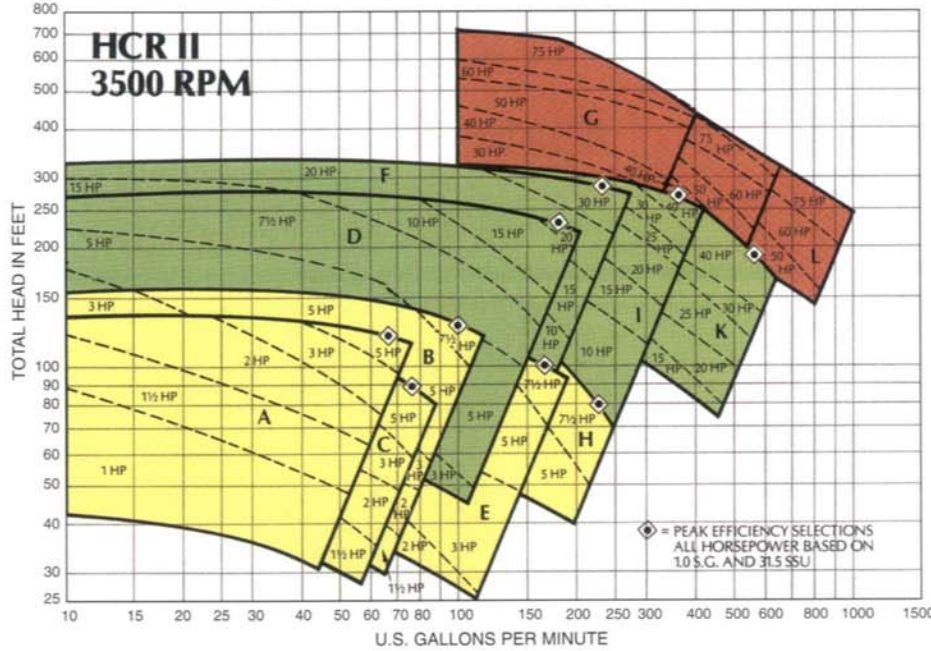 HCR II
3500 RPM
TOTAL HEAD IN FEET
800
700
600
500
400
300
250
200
150
100
90
80
70
60
50
40
30
25
75 HP
60 HP
50 HP
G
40 HP
30 HP
75 HP
40 HP
50 HP
60 HP
75 HP
60 HP
50 HP
L
20 HP
F
15 HP
30 HP
30 HP
40 HP
7½ HP
10 HP
D
15 HP
20 HP
25 HP
40 HP
5 HP
20 HP
15 HP
15 HP
I
25 HP
30 HP
K
3 HP
5 HP
10 HP
10 HP
15 HP
20 HP
7½ HP
B
3 HP
5 HP
2 HP
5 HP
7½ HP
1½ HP
A
5 HP
5 HP
5 HP
7½ HP
H
C
1 HP
3 HP
3 HP
3 HP
5 HP
2 HP
2 HP
E
1½ HP
2 HP
3 HP
1½ HP
= PEAK EFFICIENCY SELECTIONS
ALL HORSEPOWER BASED ON
1.0 S.G. AND 31.5 SSU
10
15
20
25
30
40
50
60
70
80
100
150
200
250
300
400
500
600
800
1000
1500
U.S. GALLONS PER MINUTE